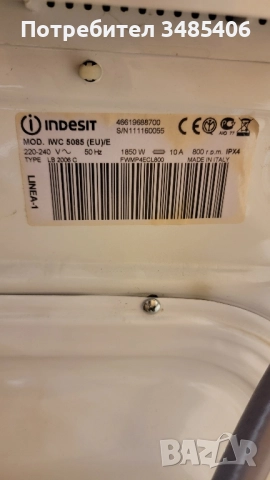 Потребител 3485406
INDESIT 46619688700
S/N111160055
MOD. IWC 5085 (EU)/E
220-240 V 50 Hz 1850 W 10 A 800 r.p.m. IPX4
TYPE LB 2006 C FWMP4ECL800 MADE IN ITALY
LINEA-1
BAZAR